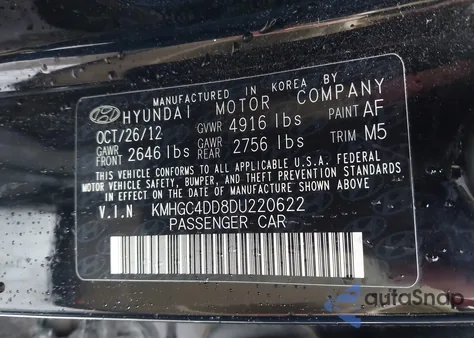 MANUFACTURED IN KOREA BY
HYUNDAI MOTOR COMPANY
OCT/26/12 GVWR 4916 lbs PAINT AF
GAWR FRONT 2646 lbs GAWR REAR 2756 lbs TRIM M5
THIS VEHICLE CONFORMS TO ALL APPLICABLE U.S.A. FEDERAL
MOTOR VEHICLE SAFETY, BUMPER, AND THEFT PREVENTION STANDARDS
IN EFFECT ON THE DATE OF MANUFACTURE SHOWN ABOVE.
V.I.N. KMHGC4DD8DU220622
PASSENGER CAR
autoSnap